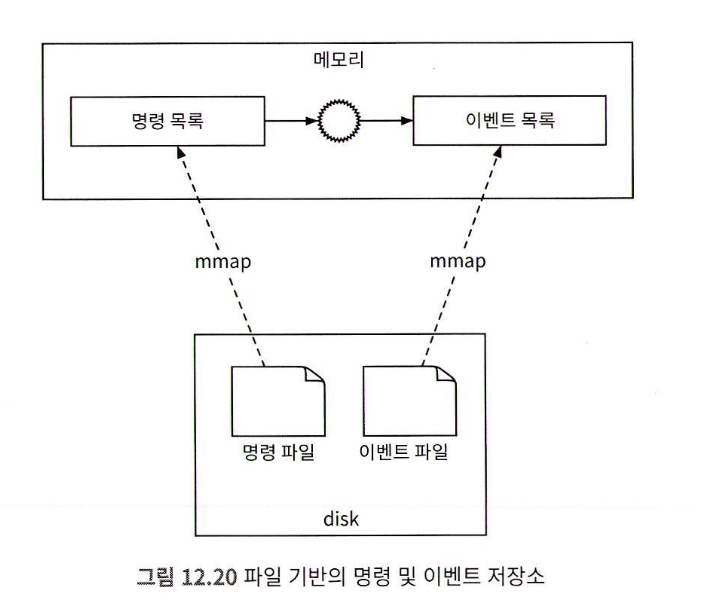 메모리
명령 목록
이벤트 목록
mmap
mmap
명령 파일
이벤트 파일
disk
그림 12.20 파일 기반의 명령 및 이벤트 저장소